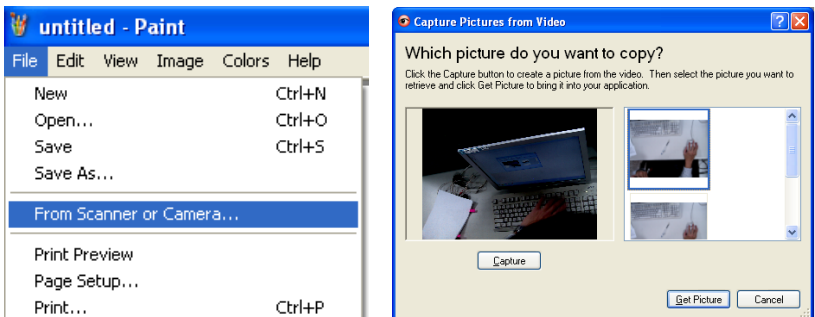 untitled - Paint
File Edit View Image Colors Help
New Ctrl+N
Open... Ctrl+O
Save Ctrl+S
Save As...
From Scanner or Camera...
Print Preview
Page Setup...
Print... Ctrl+P
Capture Pictures from Video
Which picture do you want to copy?
Click the Capture button to create a picture from the video. Then select the picture you want to
retrieve and click Get Picture to bring it into your application.
Capture
Get Picture Cancel